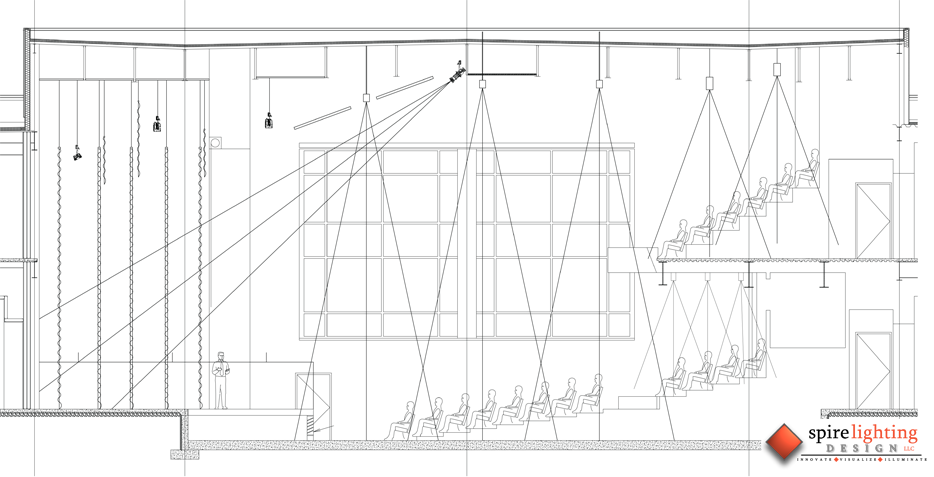 spire lighting
DESIGN LLC
INNOVATE VISUALIZE ILLUMINATE